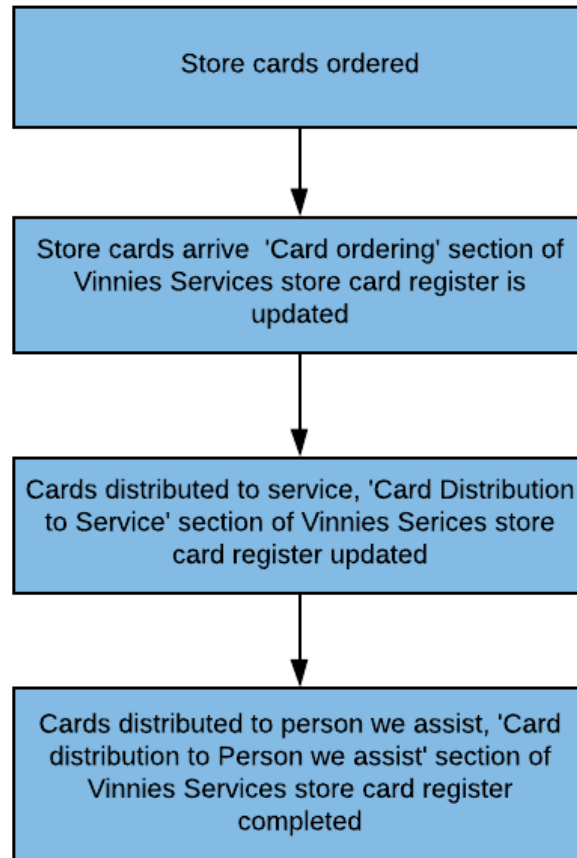 Store cards ordered
Store cards arrive  'Card ordering' section of
Vinnies Services store card register is
updated
Cards distributed to service, 'Card Distribution
to Service' section of Vinnies Serices store
card register updated
Cards distributed to person we assist, 'Card
distribution to Person we assist' section of
Vinnies Services store card register
completed